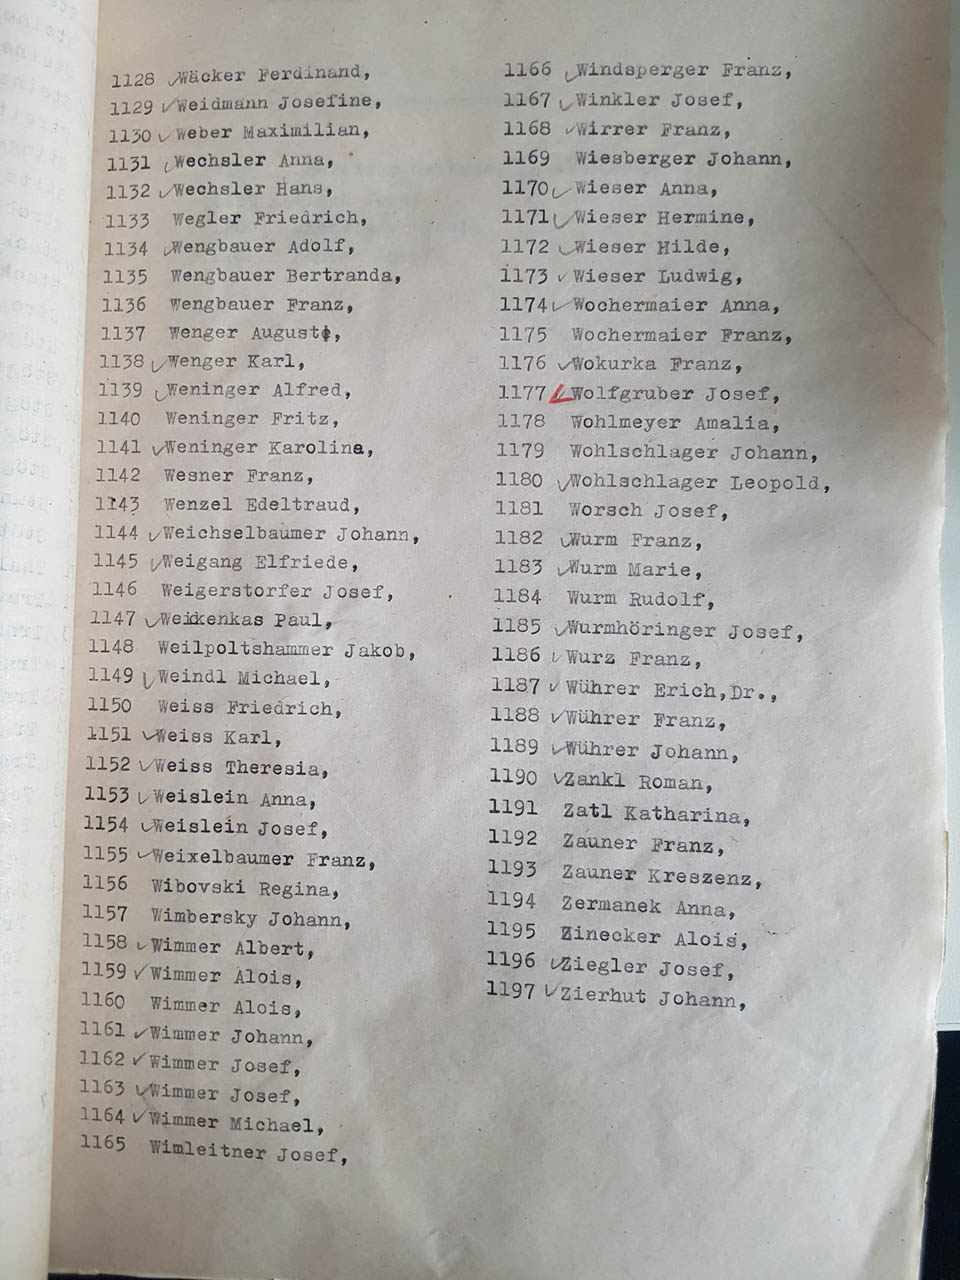 1128 ✓Wäcker Ferdinand,
1129 ✓Weidmann Josefine,
1130 ✓Weber Maximilian,
1131 ✓Wechsler Anna,
1132 ✓Wechsler Hans,
1133 Wegler Friedrich,
1134 ✓Wengbauer Adolf,
1135 Wengbauer Bertranda,
1136 Wengbauer Franz,
1137 Wenger August,
1138 ✓Wenger Karl,
1139 ✓Weninger Alfred,
1140 Weninger Fritz,
1141 ✓Weninger Karolina,
1142 Wesner Franz,
1143 Wenzel Edeltraud,
1144 ✓Weichselbaumer Johann,
1145 ✓Weigang Elfriede,
1146 Weigerstorfer Josef,
1147 ✓Weikenkas Paul,
1148 Weilpoltshammer Jakob,
1149 ✓Weindl Michael,
1150 Weiss Friedrich,
1151 ✓Weiss Karl,
1152 ✓Weiss Theresia,
1153 ✓Weislein Anna,
1154 ✓Weislein Josef,
1155 ✓Weixelbaumer Franz,
1156 Wibovski Regina,
1157 Wimbersky Johann,
1158 ✓Wimmer Albert,
1159 ✓Wimmer Alois,
1160 Wimmer Alois,
1161 ✓Wimmer Johann,
1162 ✓Wimmer Josef,
1163 ✓Wimmer Josef,
1164 ✓Wimmer Michael,
1165 Wimleitner Josef,
1166 ✓Windsperger Franz,
1167 ✓Winkler Josef,
1168 ✓Wirrer Franz,
1169 Wiesberger Johann,
1170 ✓Wieser Anna,
1171 ✓Wieser Hermine,
1172 ✓Wieser Hilde,
1173 ✓Wieser Ludwig,
1174 ✓Wochermaier Anna,
1175 Wochermaier Franz,
1176 ✓Wokurka Franz,
1177 ✓Wolfgruber Josef,
1178 Wohlmeyer Amalia,
1179 Wohlschlager Johann,
1180 ✓Wohlschlager Leopold,
1181 Worsch Josef,
1182 ✓Wurm Franz,
1183 ✓Wurm Marie,
1184 Wurm Rudolf,
1185 ✓Wurmhöringer Josef,
1186 ✓Wurz Franz,
1187 ✓Wührer Erich,Dr.,
1188 ✓Wührer Franz,
1189 ✓Wührer Johann,
1190 ✓Zankl Roman,
1191 Zatl Katharina,
1192 Zauner Franz,
1193 Zauner Kreszenz,
1194 Zermanek Anna,
1195 Zinecker Alois,
1196 ✓Ziegler Josef,
1197 ✓Zierhut Johann,